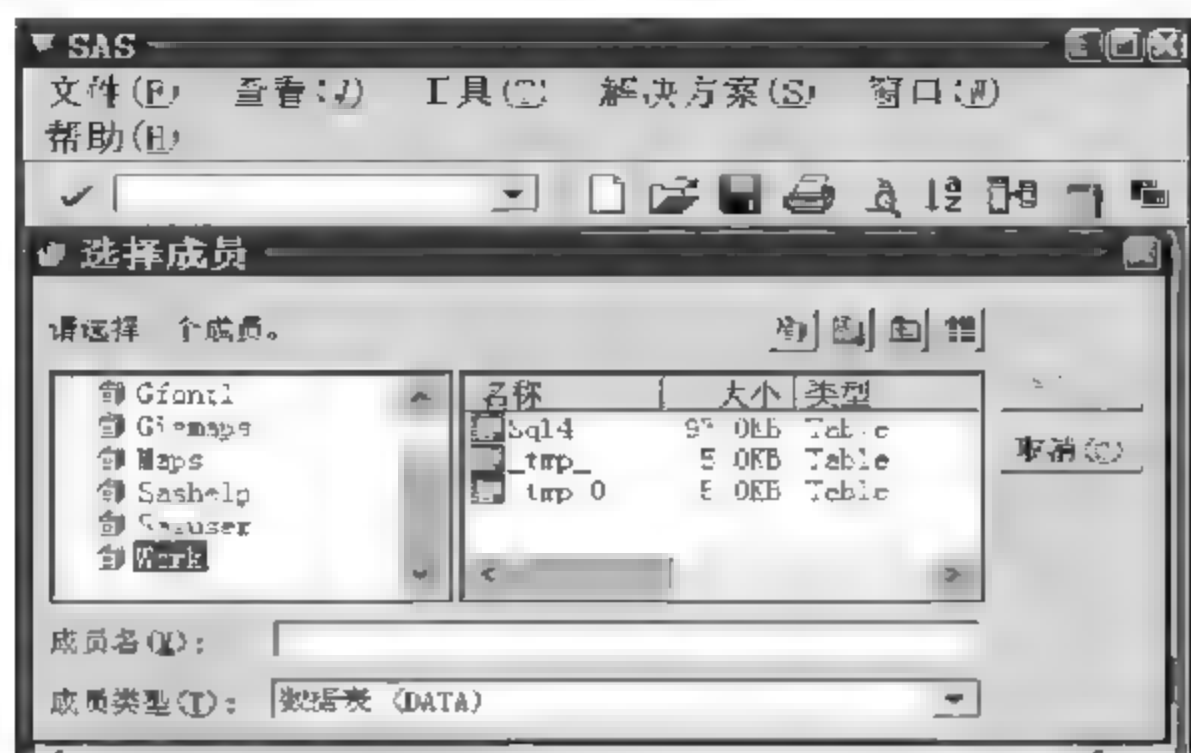 SAS
文件(F) 查看(V) 工具(T) 解决方案(S) 窗口(W)
帮助(H)
选择成员
请选择 个成员。
名称 大小 类型
Maps
Sashelp
Work
Sql4 Table
_tmp_ 5 0KB Table
tmp 0 5 0KB Table
取消(C)
成员名(M):
成员类型(T): 数据表 (DATA)